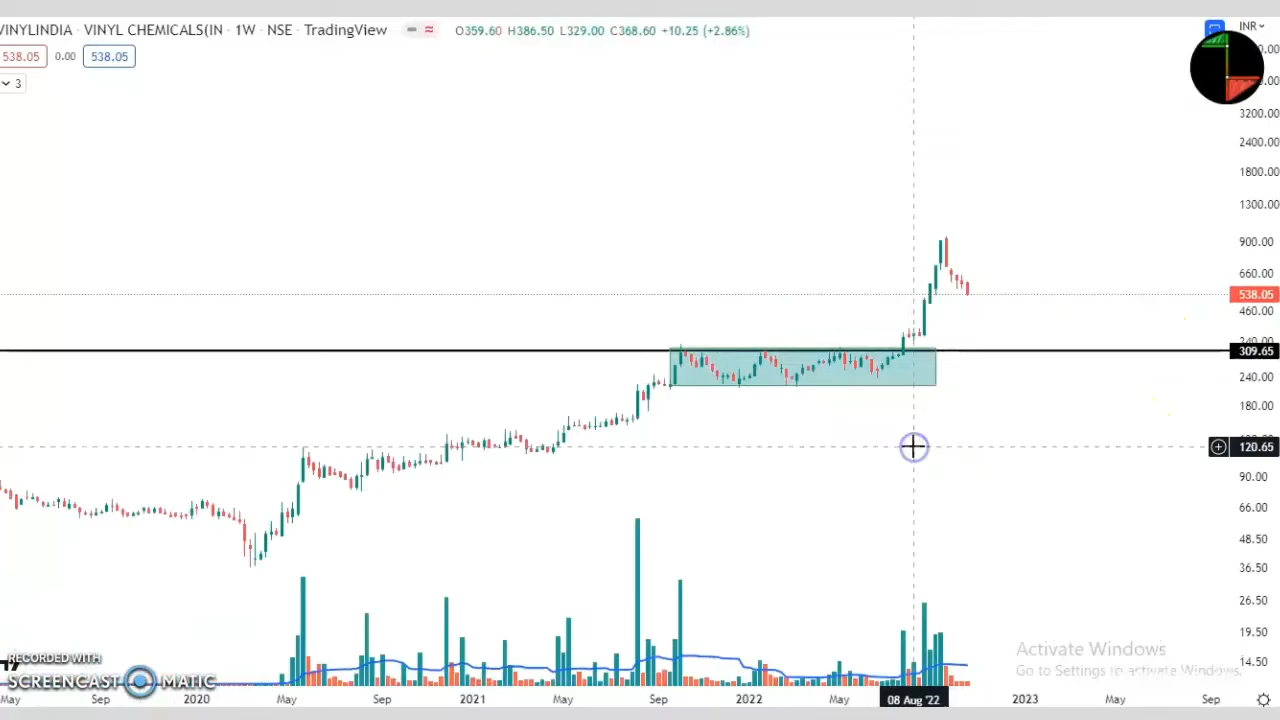 VINYLINDIA · VINYL CHEMICALS(IN · 1W · NSE · TradingView
O359.60 H386.50 L329.00 C368.60 +10.25 (+2.86%)
INR
538.05 0.00 538.05
3
3200.00
2400.00
1800.00
1300.00
900.00
660.00
538.05
460.00
309.65
240.00
180.00
120.65
90.00
66.00
48.50
36.50
26.50
19.50
14.50
Activate Windows
Go to Settings to activate Windows.
RECORDED WITH
SCREENCAST MATIC
May Sep 2020 May Sep 2021 May Sep 2022 May 08 Aug '22 2023 May Sep